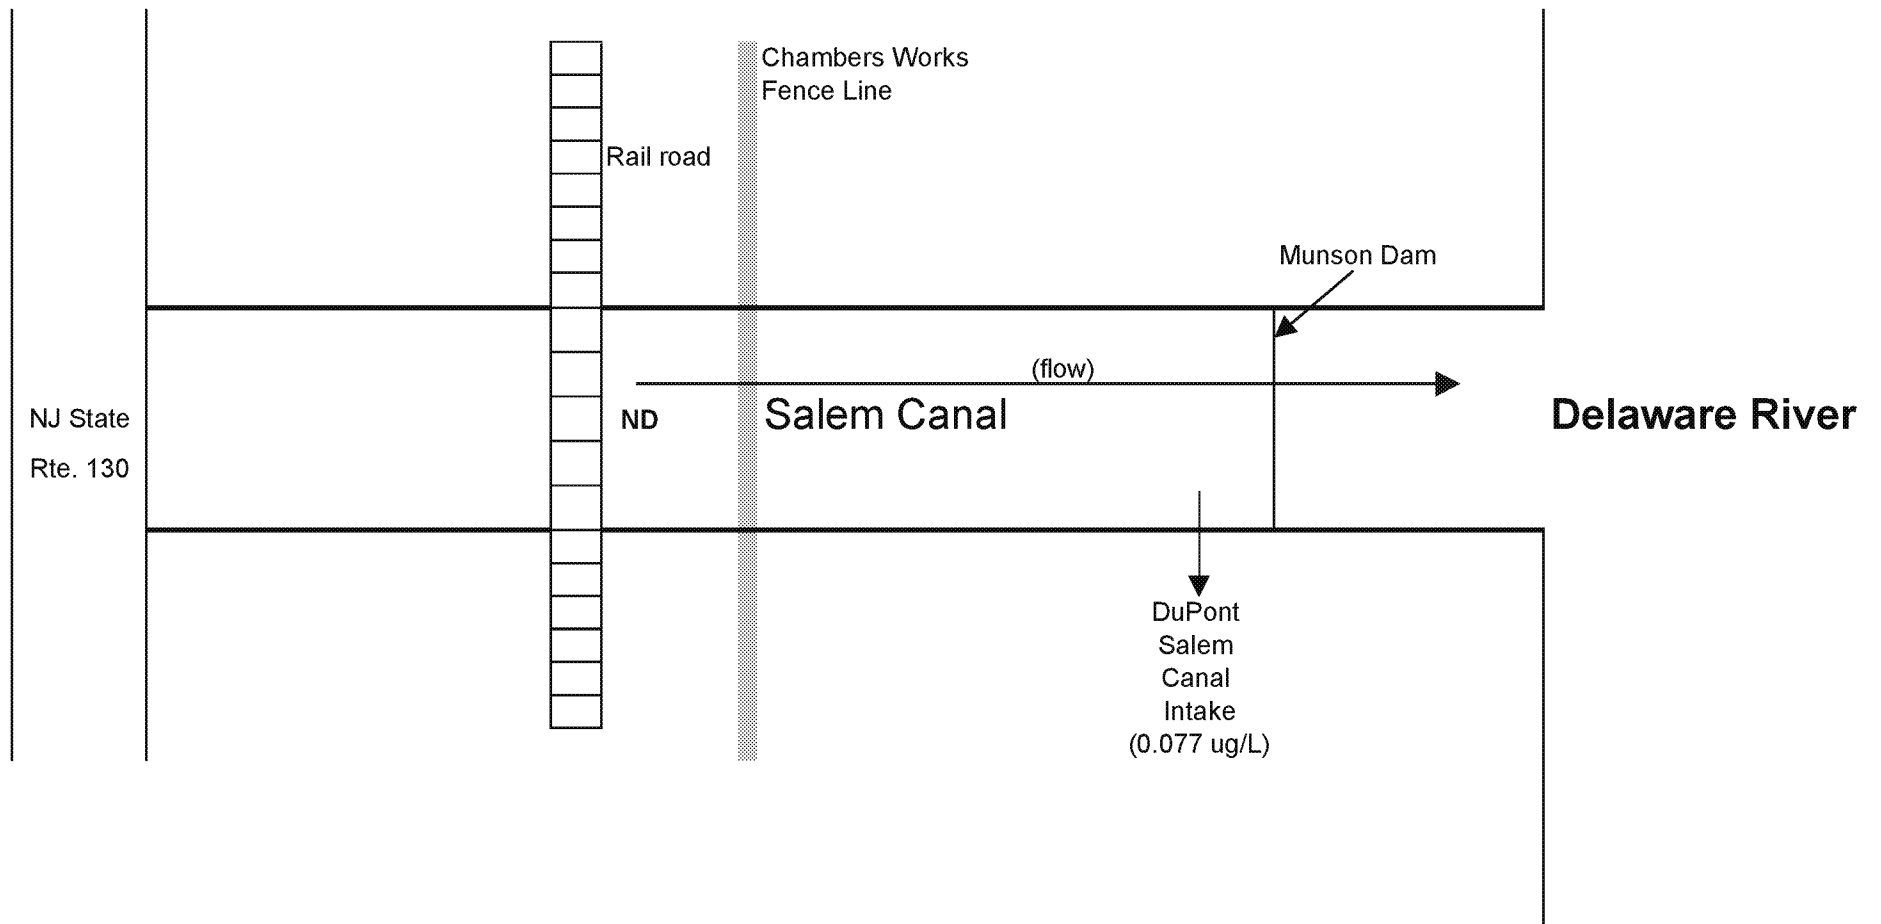 Chambers Works
Fence Line
Rail road
Munson Dam
(flow)
NJ State
Rte. 130
ND
Salem Canal
Delaware River
DuPont
Salem
Canal
Intake
(0.077 ug/L)